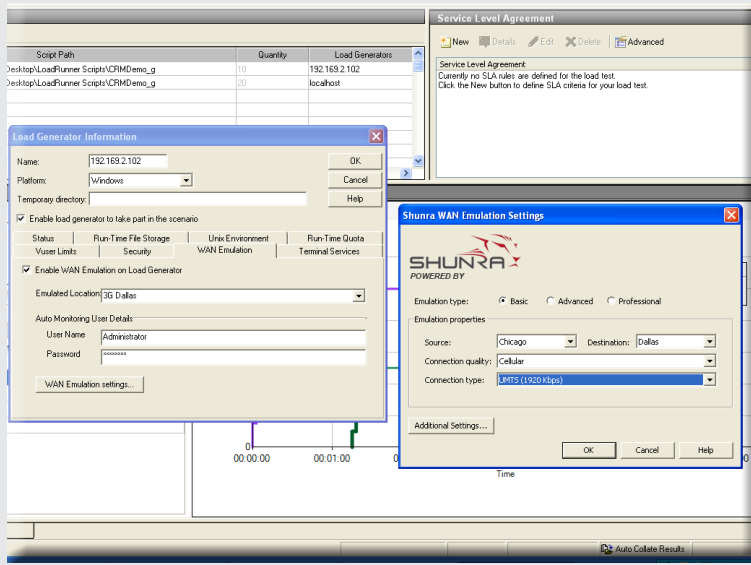 Service Level Agreement
New Details Edit Delete Advanced
Script Path Quantity Load Generators
Desktop\LoadRunner Scripts\CRMDemo_g 10 192.169.2.102
Desktop\LoadRunner Scripts\CRMDemo_g 20 localhost
Service Level Agreement
Currently no SLA rules are defined for the load test.
Click the New button to define SLA criteria for your load test.
Load Generator Information
Name: 192.169.2.102 OK
Platform: Windows Cancel
Temporary directory: Help
Enable load generator to take part in the scenario
Status Run-Time File Storage Unix Environment Run-Time Quota
Vuser Limits Security WAN Emulation Terminal Services
Enable WAN Emulation on Load Generator
Emulated Location: 3G Dallas
Auto Monitoring User Details
User Name Administrator
Password ××××××××
WAN Emulation settings...
Shunra WAN Emulation Settings
SHUNRA
POWERED BY
Emulation type: Basic Advanced Professional
Emulation properties
Source: Chicago Destination: Dallas
Connection quality: Cellular
Connection type: UMTS (1920 Kbps)
Additional Settings...
OK Cancel Help
0
00:00:00 00:01:00
Time
Auto Collate Results